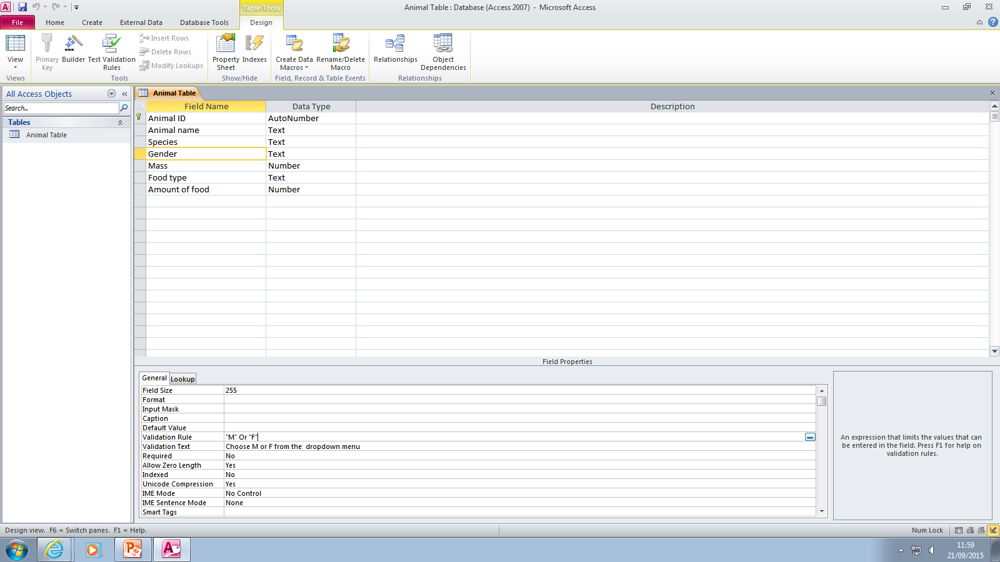 Table Tools
Animal Table : Database (Access 2007) - Microsoft Access
File Home Create External Data Database Tools Design
View
Primary Key
Builder
Test Validation Rules
Insert Rows
Delete Rows
Modify Lookups
Property Sheet
Indexes
Create Data Macros
Rename/Delete Macro
Relationships
Object Dependencies
Views Tools Show/Hide Field, Record & Table Events Relationships
All Access Objects
Search...
Tables
Animal Table
Animal Table
Field Name Data Type Description
Animal ID AutoNumber
Animal name Text
Species Text
Gender Text
Mass Number
Food type Text
Amount of food Number
Field Properties
General Lookup
Field Size 255
Format
Input Mask
Caption
Default Value
Validation Rule "M" Or "F"
Validation Text Choose M or F from the  dropdown menu
Required No
Allow Zero Length Yes
Indexed No
Unicode Compression Yes
IME Mode No Control
IME Sentence Mode None
Smart Tags
An expression that limits the values that can
be entered in the field. Press F1 for help on
validation rules.
Design view. F6 = Switch panes. F1 = Help.
Num Lock
11:59
21/09/2015